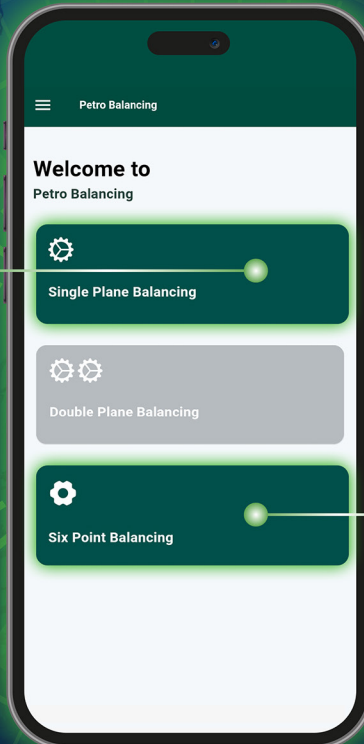 Petro Balancing
Welcome to
Petro Balancing
Single Plane Balancing
Double Plane Balancing
Six Point Balancing